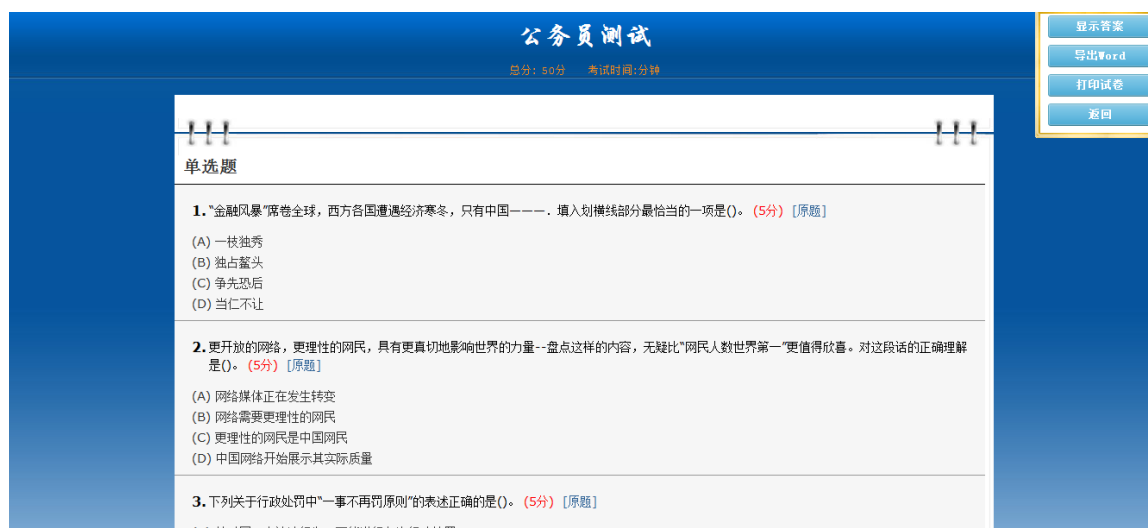 公务员测试
总分: 50分 考试时间:分钟
显示答案
导出Word
打印试卷
返回
单选题
1. "金融风暴"席卷全球，西方各国遭遇经济寒冬，只有中国———．填入划横线部分最恰当的一项是()。 (5分) [原题]
(A) 一枝独秀
(B) 独占鳌头
(C) 争先恐后
(D) 当仁不让
2. 更开放的网络，更理性的网民，具有更真切地影响世界的力量--盘点这样的内容，无疑比"网民人数世界第一"更值得欣喜。对这段话的正确理解
是()。 (5分) [原题]
(A) 网络媒体正在发生转变
(B) 网络需要更理性的网民
(C) 更理性的网民是中国网民
(D) 中国网络开始展示其实际质量
3. 下列关于行政处罚中"一事不再罚原则"的表述正确的是()。 (5分) [原题]